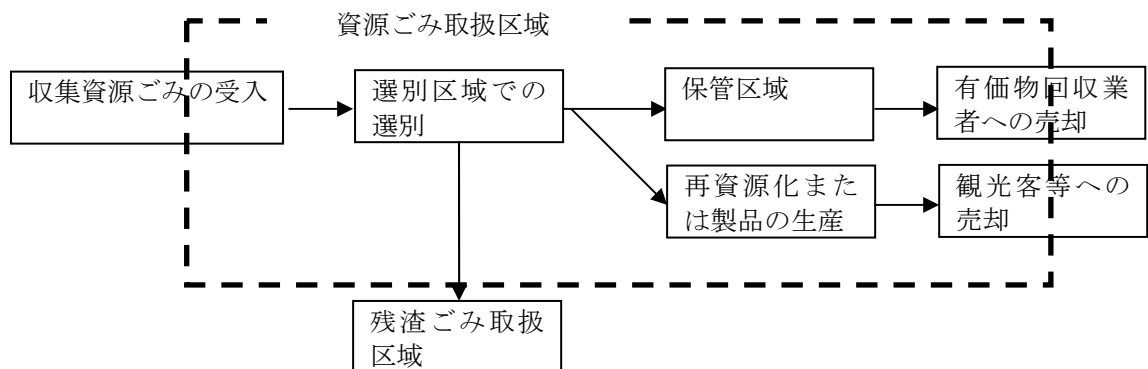 資源ごみ取扱区域
収集資源ごみの受入
選別区域での
選別
保管区域
有価物回収業
者への売却
再資源化また
は製品の生産
観光客等への
売却
残渣ごみ取扱
区域